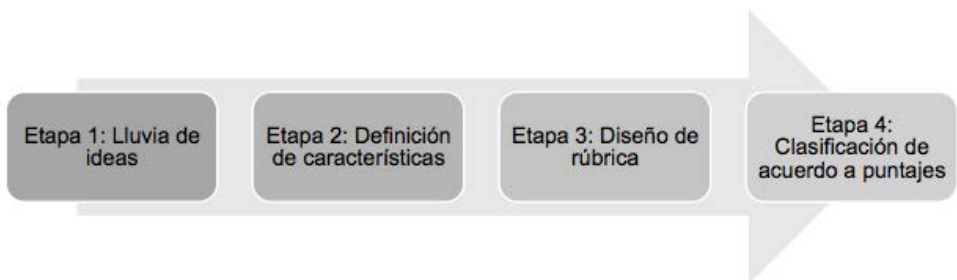 Etapa 1: Lluvia de
ideas
Etapa 2: Definición
de características
Etapa 3: Diseño de
rúbrica
Etapa 4:
Clasificación de
acuerdo a puntajes